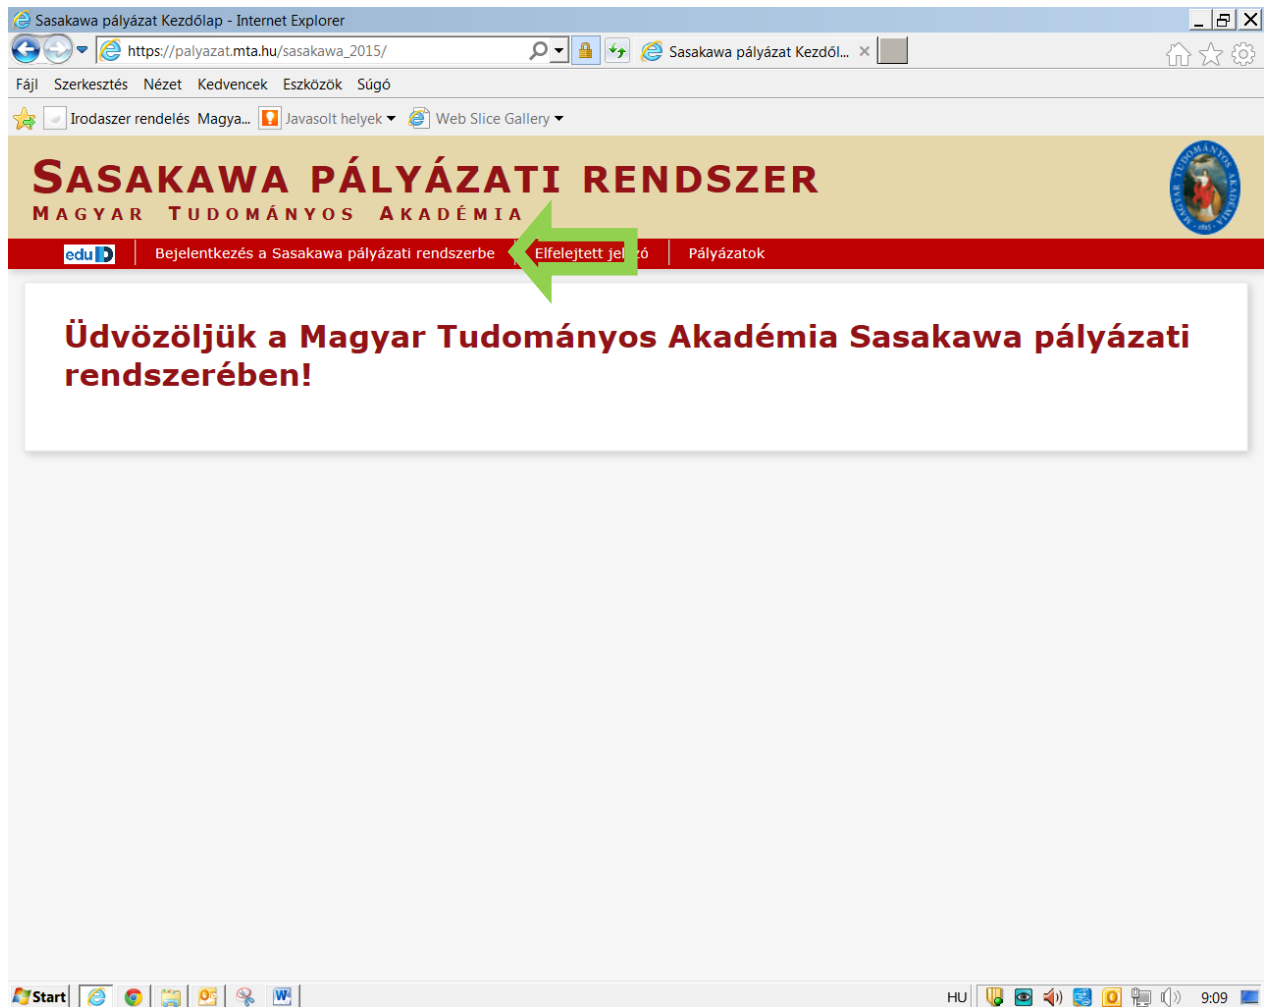 Sasakawa pályázat Kezdőlap - Internet Explorer
https://palyazat.mta.hu/sasakawa_2015/
Sasakawa pályázat Kezdől...
Fájl Szerkesztés Nézet Kedvencek Eszközök Súgó
Irodaszer rendelés Magya... Javasolt helyek Web Slice Gallery
SASAKAWA PÁLYÁZATI RENDSZER
MAGYAR TUDOMÁNYOS AKADÉMIA
eduID Bejelentkezés a Sasakawa pályázati rendszerbe Elfelejtett Pályázatok
Üdvözöljük a Magyar Tudományos Akadémia Sasakawa pályázati
rendszerében!
Start HU 9:09